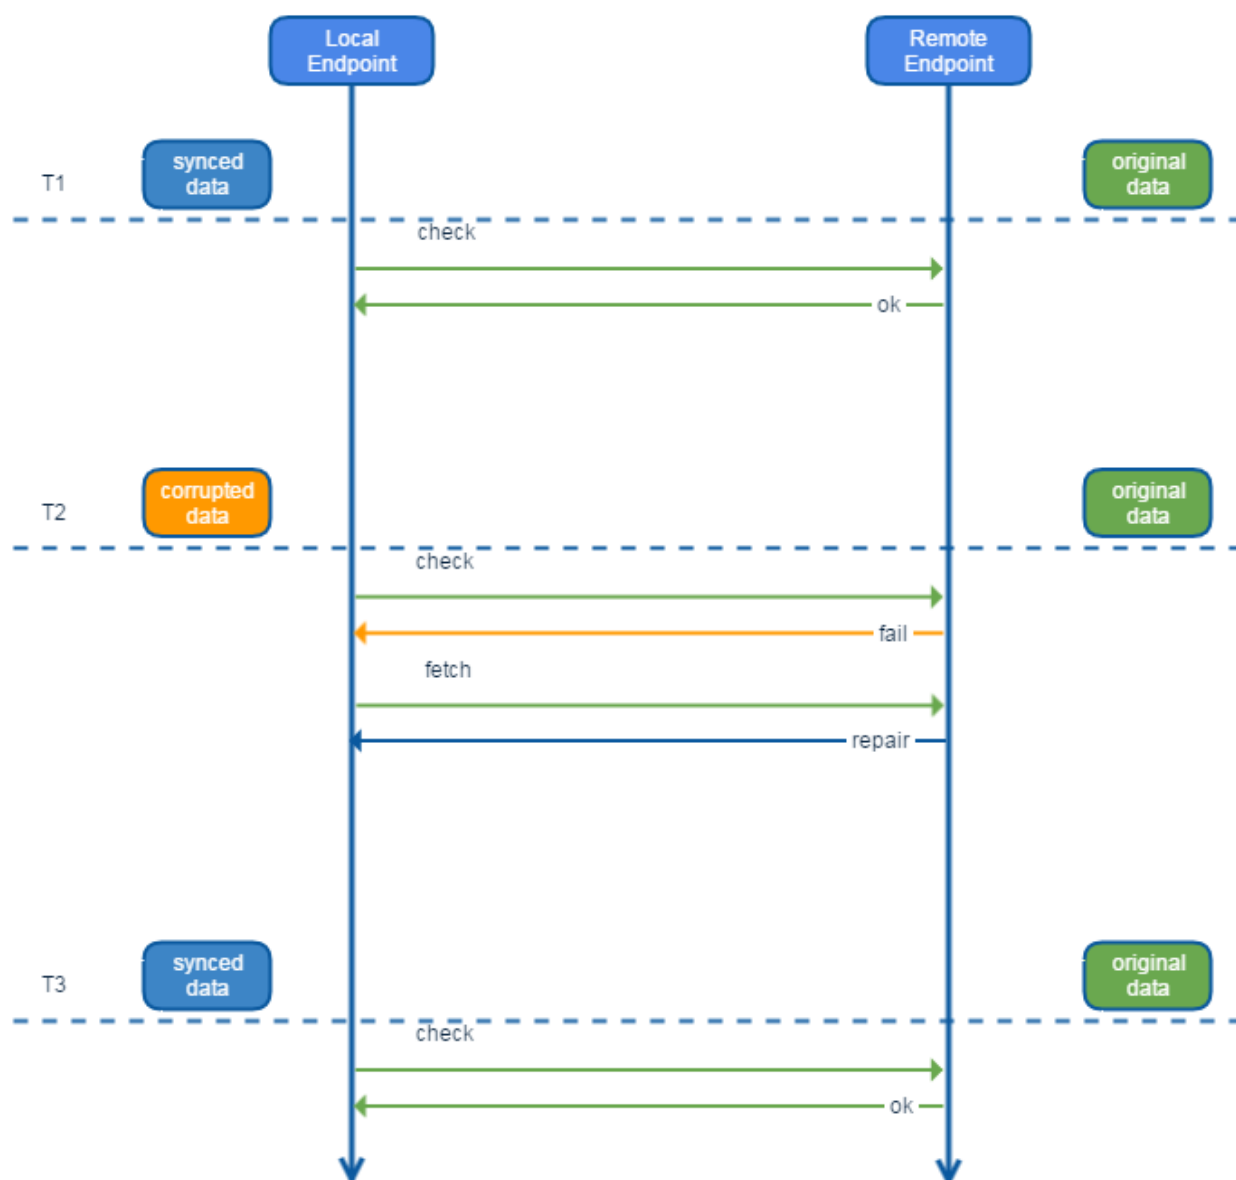 Local
Endpoint
Remote
Endpoint
T1
synced
data
original
data
check
ok
T2
corrupted
data
original
data
check
fail
fetch
repair
T3
synced
data
original
data
check
ok